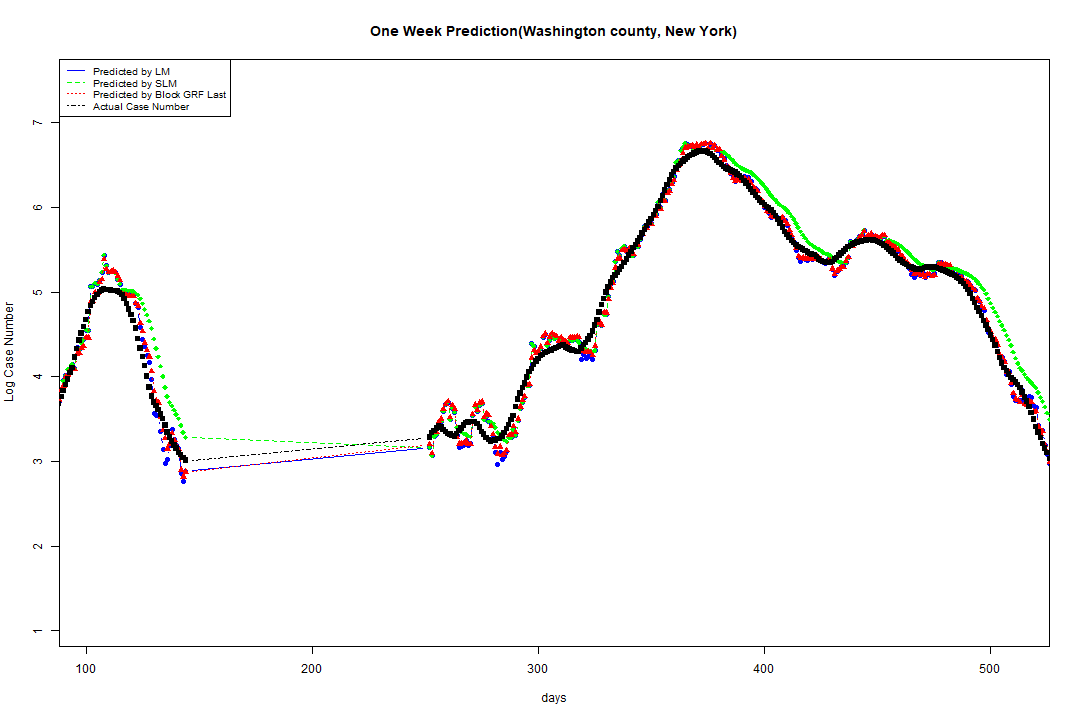 One Week Prediction(Washington county, New York)
Predicted by LM
Predicted by SLM
Predicted by Block GRF Last
Actual Case Number
Log Case Number
7
6
5
4
3
2
1
100 200 300 400 500
days